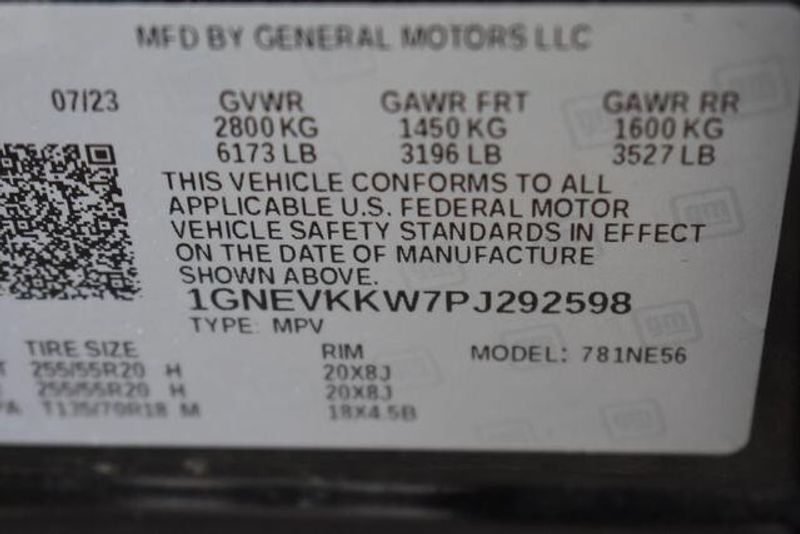 MFD BY GENERAL MOTORS LLC
07/23 GVWR GAWR FRT GAWR RR
2800 KG 1450 KG 1600 KG
6173 LB 3196 LB 3527 LB
THIS VEHICLE CONFORMS TO ALL
APPLICABLE U.S. FEDERAL MOTOR
VEHICLE SAFETY STANDARDS IN EFFECT
ON THE DATE OF MANUFACTURE
SHOWN ABOVE.
1GNEVKKW7PJ292598
TYPE: MPV
TIRE SIZE RIM MODEL: 781NE56
255/55R20 H 20X8J
255/55R20 H 20X8J
T135/70R18 M 18X4.5B